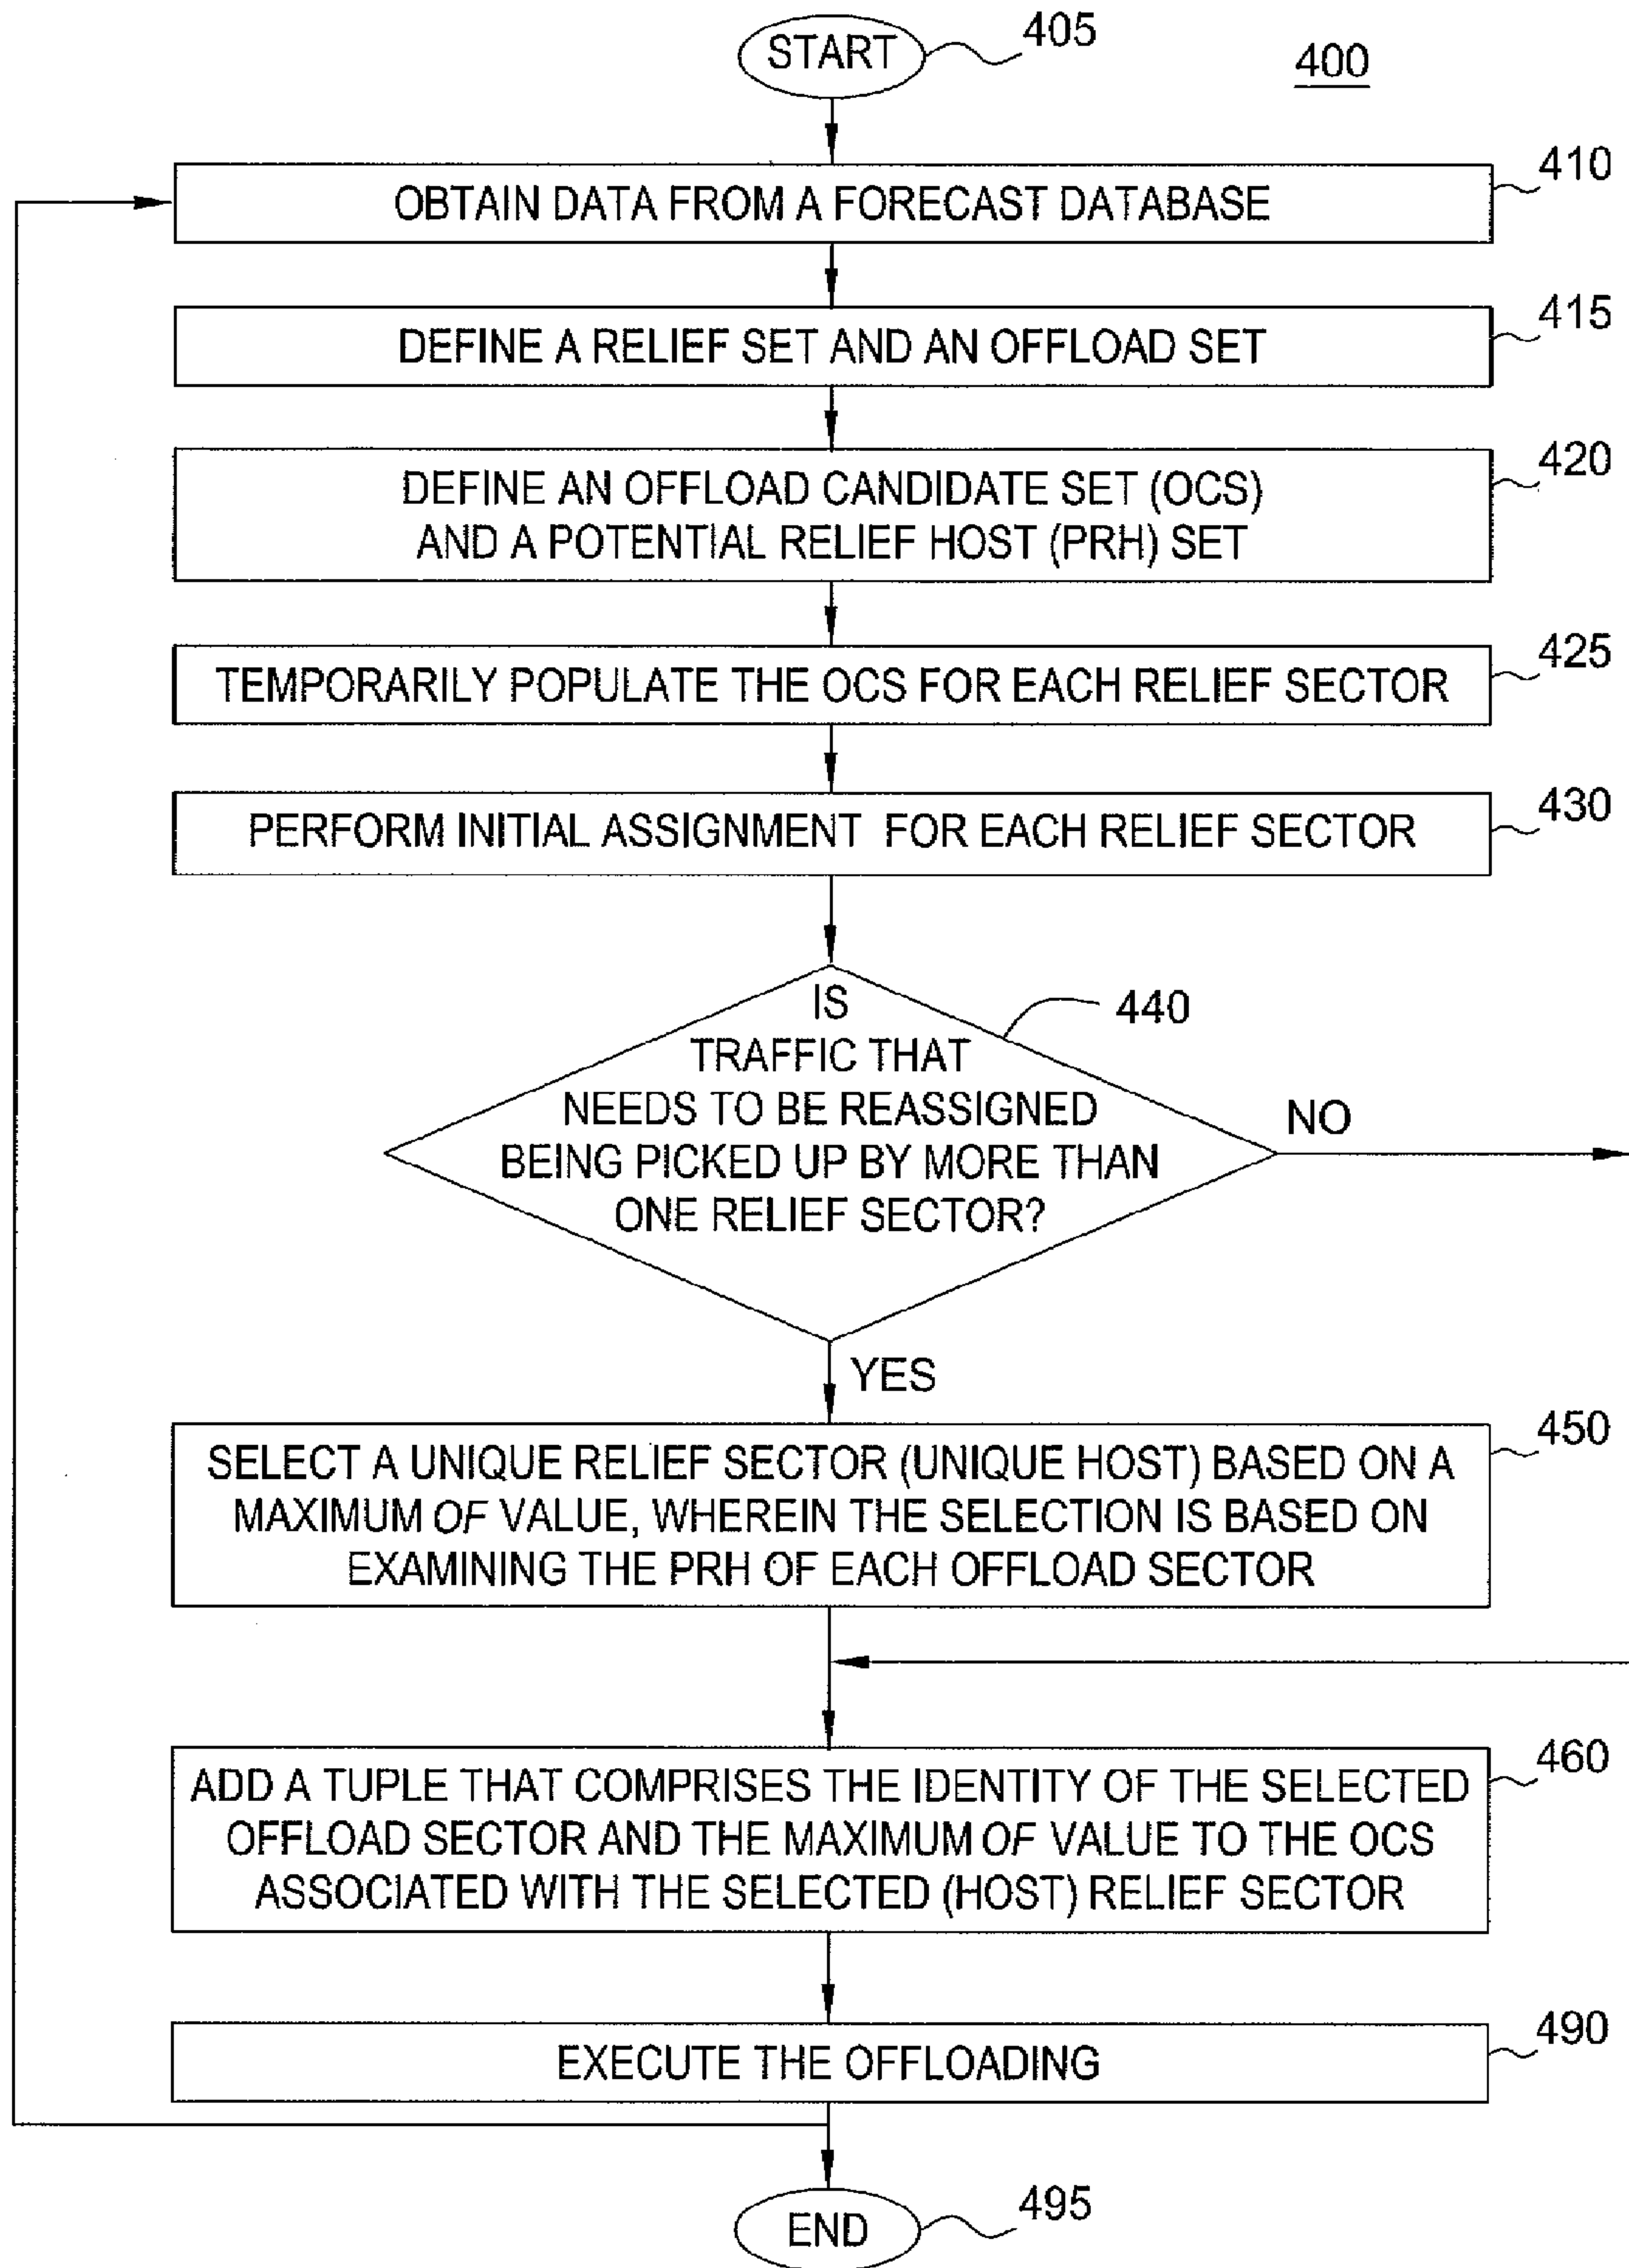 START
405
400
410
OBTAIN DATA FROM A FORECAST DATABASE
415
DEFINE A RELIEF SET AND AN OFFLOAD SET
420
DEFINE AN OFFLOAD CANDIDATE SET (OCS)
AND A POTENTIAL RELIEF HOST (PRH) SET
425
TEMPORARILY POPULATE THE OCS FOR EACH RELIEF SECTOR
430
PERFORM INITIAL ASSIGNMENT FOR EACH RELIEF SECTOR
440
IS
TRAFFIC THAT
NEEDS TO BE REASSIGNED
BEING PICKED UP BY MORE THAN
ONE RELIEF SECTOR?
NO
YES
450
SELECT A UNIQUE RELIEF SECTOR (UNIQUE HOST) BASED ON A
MAXIMUM OF VALUE, WHEREIN THE SELECTION IS BASED ON
EXAMINING THE PRH OF EACH OFFLOAD SECTOR
460
ADD A TUPLE THAT COMPRISES THE IDENTITY OF THE SELECTED
OFFLOAD SECTOR AND THE MAXIMUM OF VALUE TO THE OCS
ASSOCIATED WITH THE SELECTED (HOST) RELIEF SECTOR
490
EXECUTE THE OFFLOADING
END
495